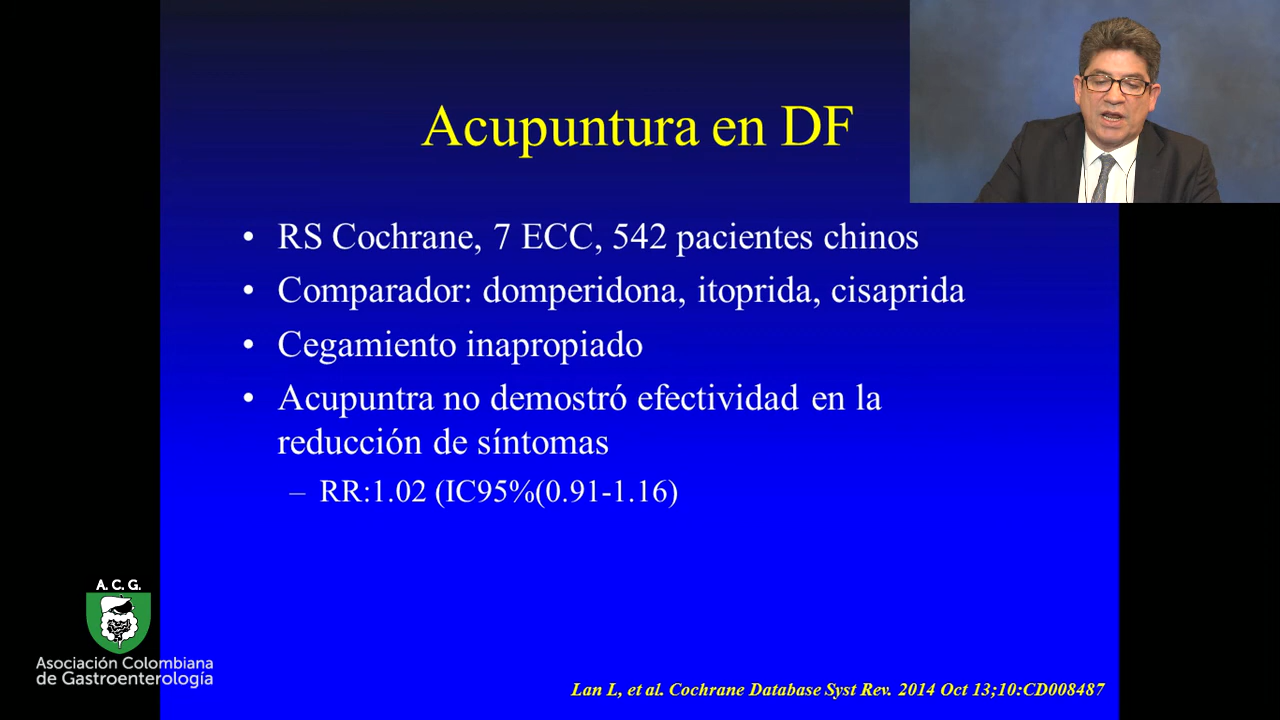 Acupuntura en DF
• RS Cochrane, 7 ECC, 542 pacientes chinos
• Comparador: domperidona, itoprida, cisaprida
• Cegamiento inapropiado
• Acupuntra no demostró efectividad en la
reducción de síntomas
– RR:1.02 (IC95%(0.91-1.16)
A. C. G.
Asociación Colombiana
de Gastroenterología
Lan L, et al. Cochrane Database Syst Rev. 2014 Oct 13;10:CD008487